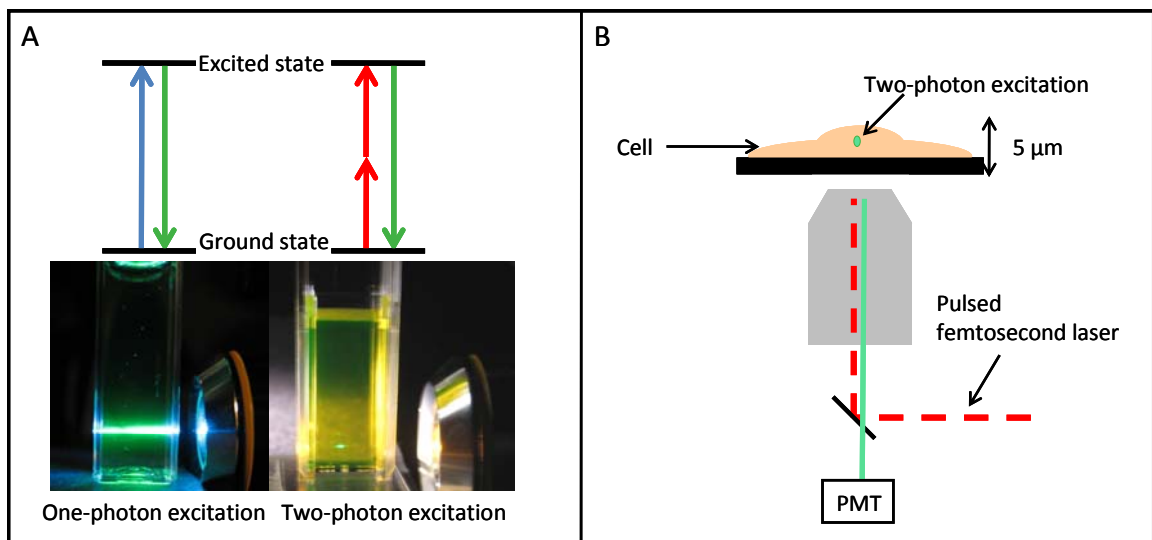 A
Excited state
Ground state
One-photon excitation
Two-photon excitation
B
Two-photon excitation
Cell
5 µm
Pulsed
femtosecond laser
PMT